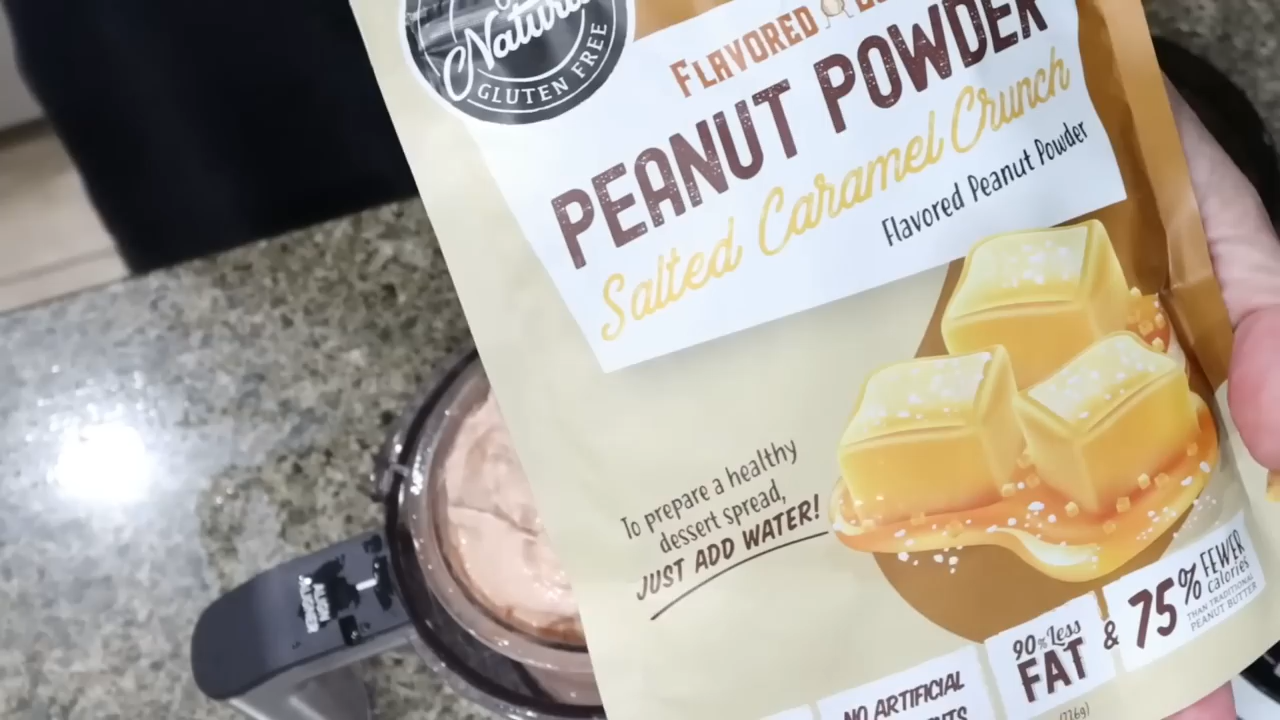 Natural
GLUTEN FREE
FLAVORED
PEANUT POWDER
Salted Caramel Crunch
Flavored Peanut Powder
To prepare a healthy
dessert spread,
JUST ADD WATER!
90% Less
FAT
&
75% FEWER
calories
THAN TRADITIONAL
PEANUT BUTTER
NO ARTIFICIAL